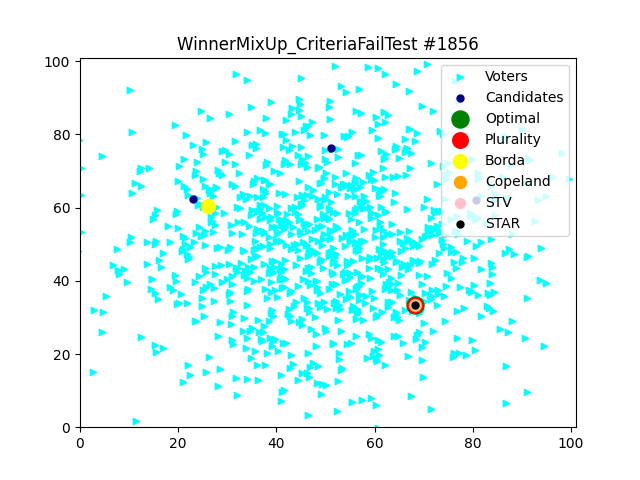 WinnerMixUp_CriteriaFailTest #1856
100
80
60
40
20
0
0
20
40
60
80
100
Voters
Candidates
Optimal
Plurality
Borda
Copeland
STV
STAR